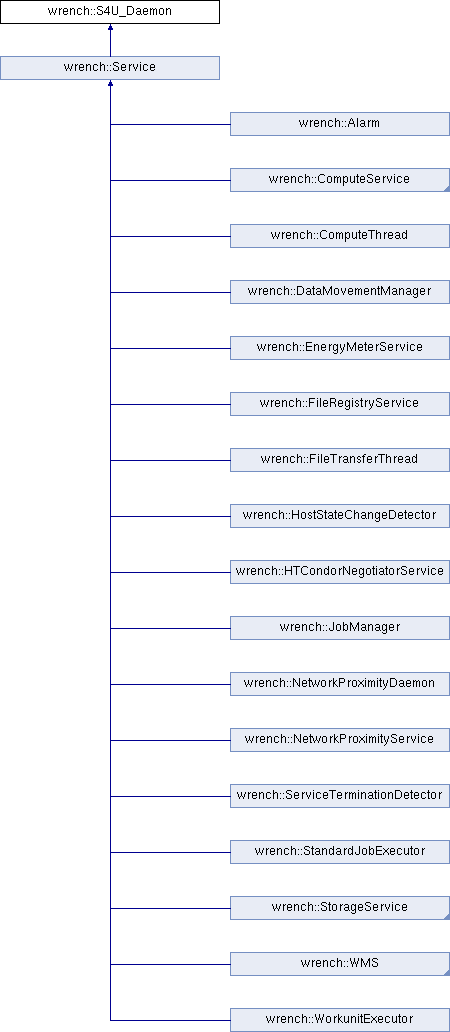 wrench::S4U_Daemon
wrench::Service
wrench::Alarm
wrench::ComputeService
wrench::ComputeThread
wrench::DataMovementManager
wrench::EnergyMeterService
wrench::FileRegistryService
wrench::FileTransferThread
wrench::HostStateChangeDetector
wrench::HTCondorNegotiatorService
wrench::JobManager
wrench::NetworkProximityDaemon
wrench::NetworkProximityService
wrench::ServiceTerminationDetector
wrench::StandardJobExecutor
wrench::StorageService
wrench::WMS
wrench::WorkunitExecutor